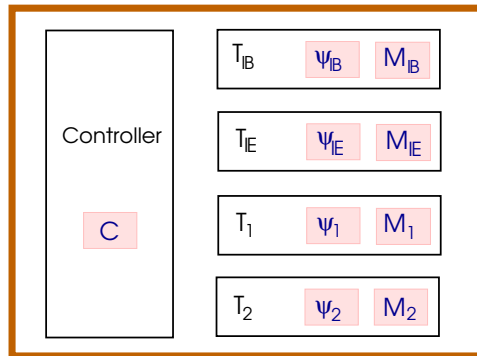 T_IB ψ_IB M_IB
Controller
T_IE ψ_IE M_IE
C
T_1 ψ_1 M_1
T_2 ψ_2 M_2